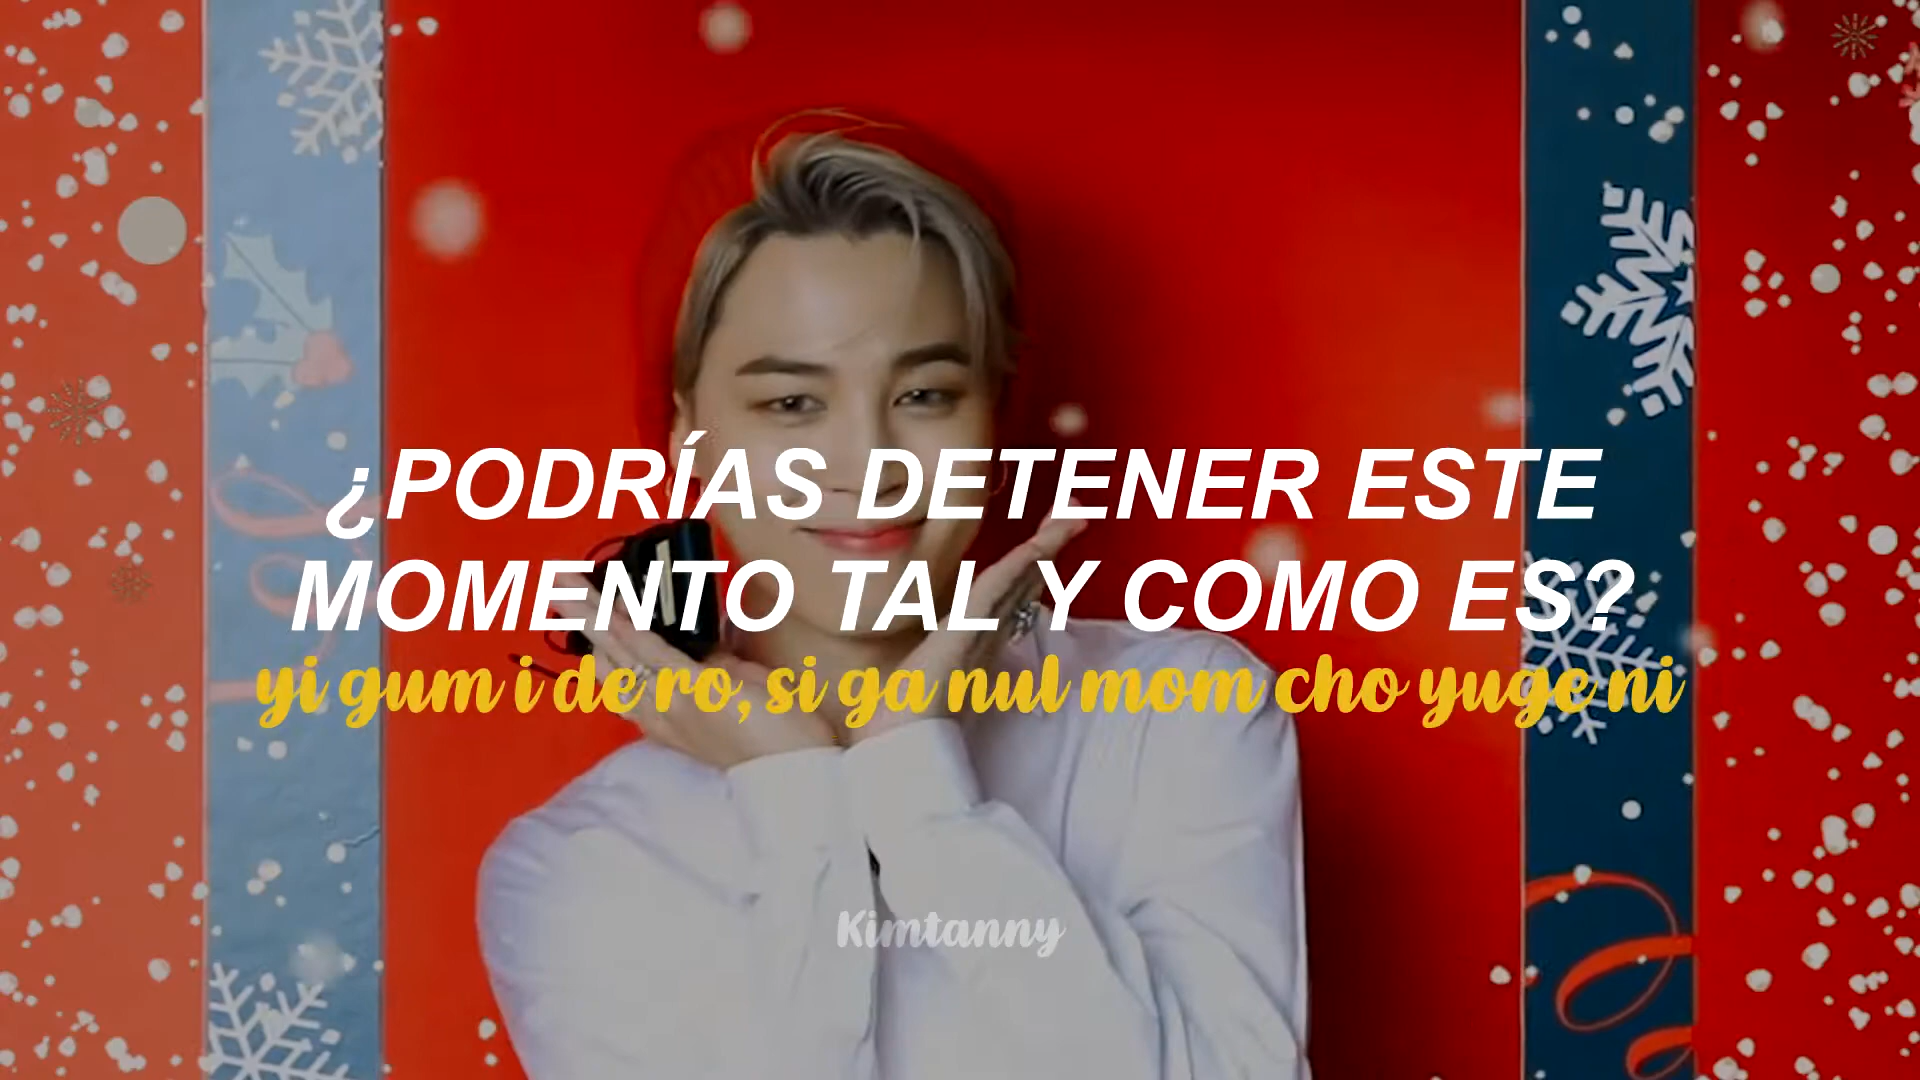 ¿PODRÍAS DETENER ESTE
MOMENTO TAL Y COMO ES?
yi gum i de ro, si ga nul mom cho yuge ni
Kimtanny